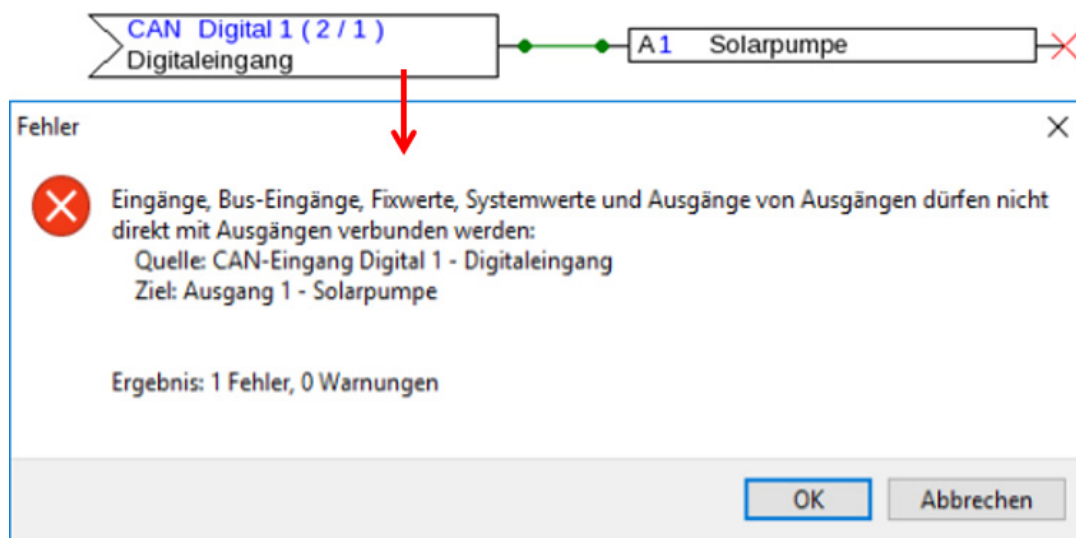 CAN Digital 1 ( 2 / 1 )
Digitaleingang
A1 Solarpumpe
Fehler
Eingänge, Bus-Eingänge, Fixwerte, Systemwerte und Ausgänge von Ausgängen dürfen nicht
direkt mit Ausgängen verbunden werden:
Quelle: CAN-Eingang Digital 1 - Digitaleingang
Ziel: Ausgang 1 - Solarpumpe
Ergebnis: 1 Fehler, 0 Warnungen
OK Abbrechen